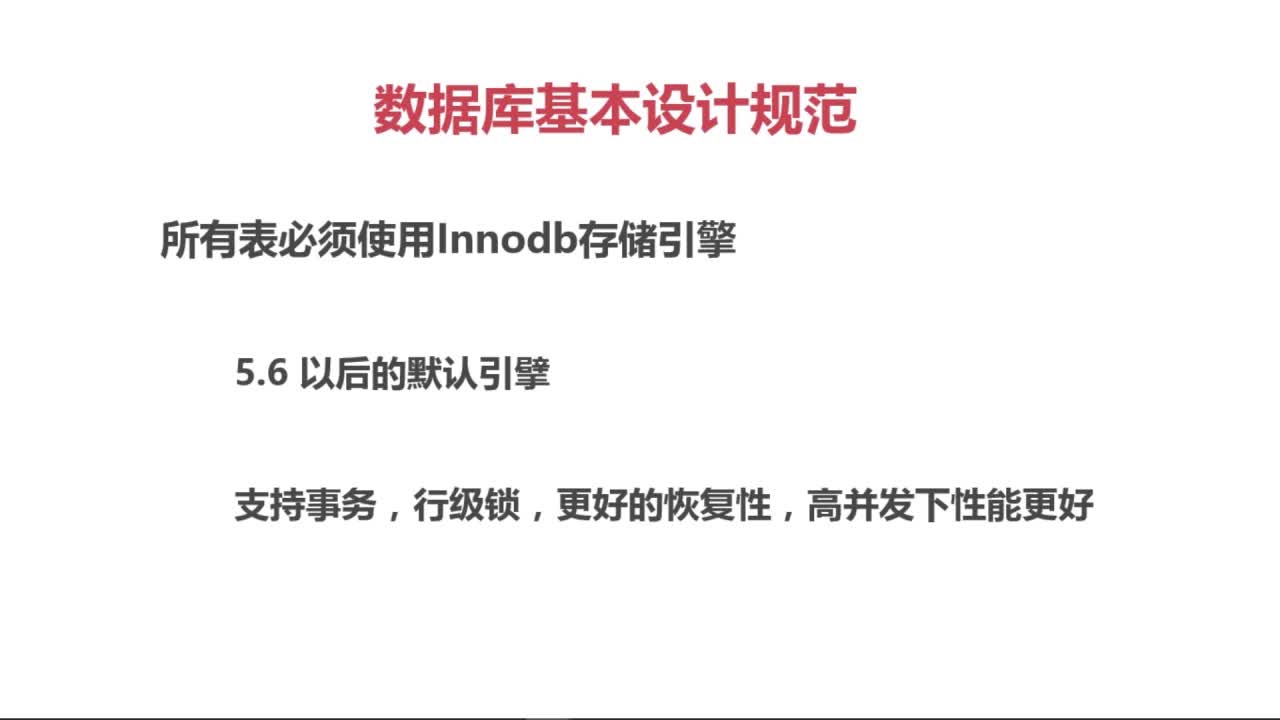 数据库基本设计规范
所有表必须使用Innodb存储引擎
5.6 以后的默认引擎
支持事务，行级锁，更好的恢复性，高并发下性能更好